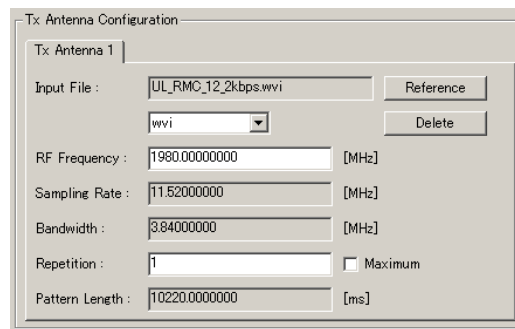 Tx Antenna Configuration
Tx Antenna 1
Input File : UL_RMC_12_2kbps.wvi Reference
wvi Delete
RF Frequency : 1980.00000000 [MHz]
Sampling Rate : 11.52000000 [MHz]
Bandwidth : 3.84000000 [MHz]
Repetition : 1 Maximum
Pattern Length : 10220.0000000 [ms]